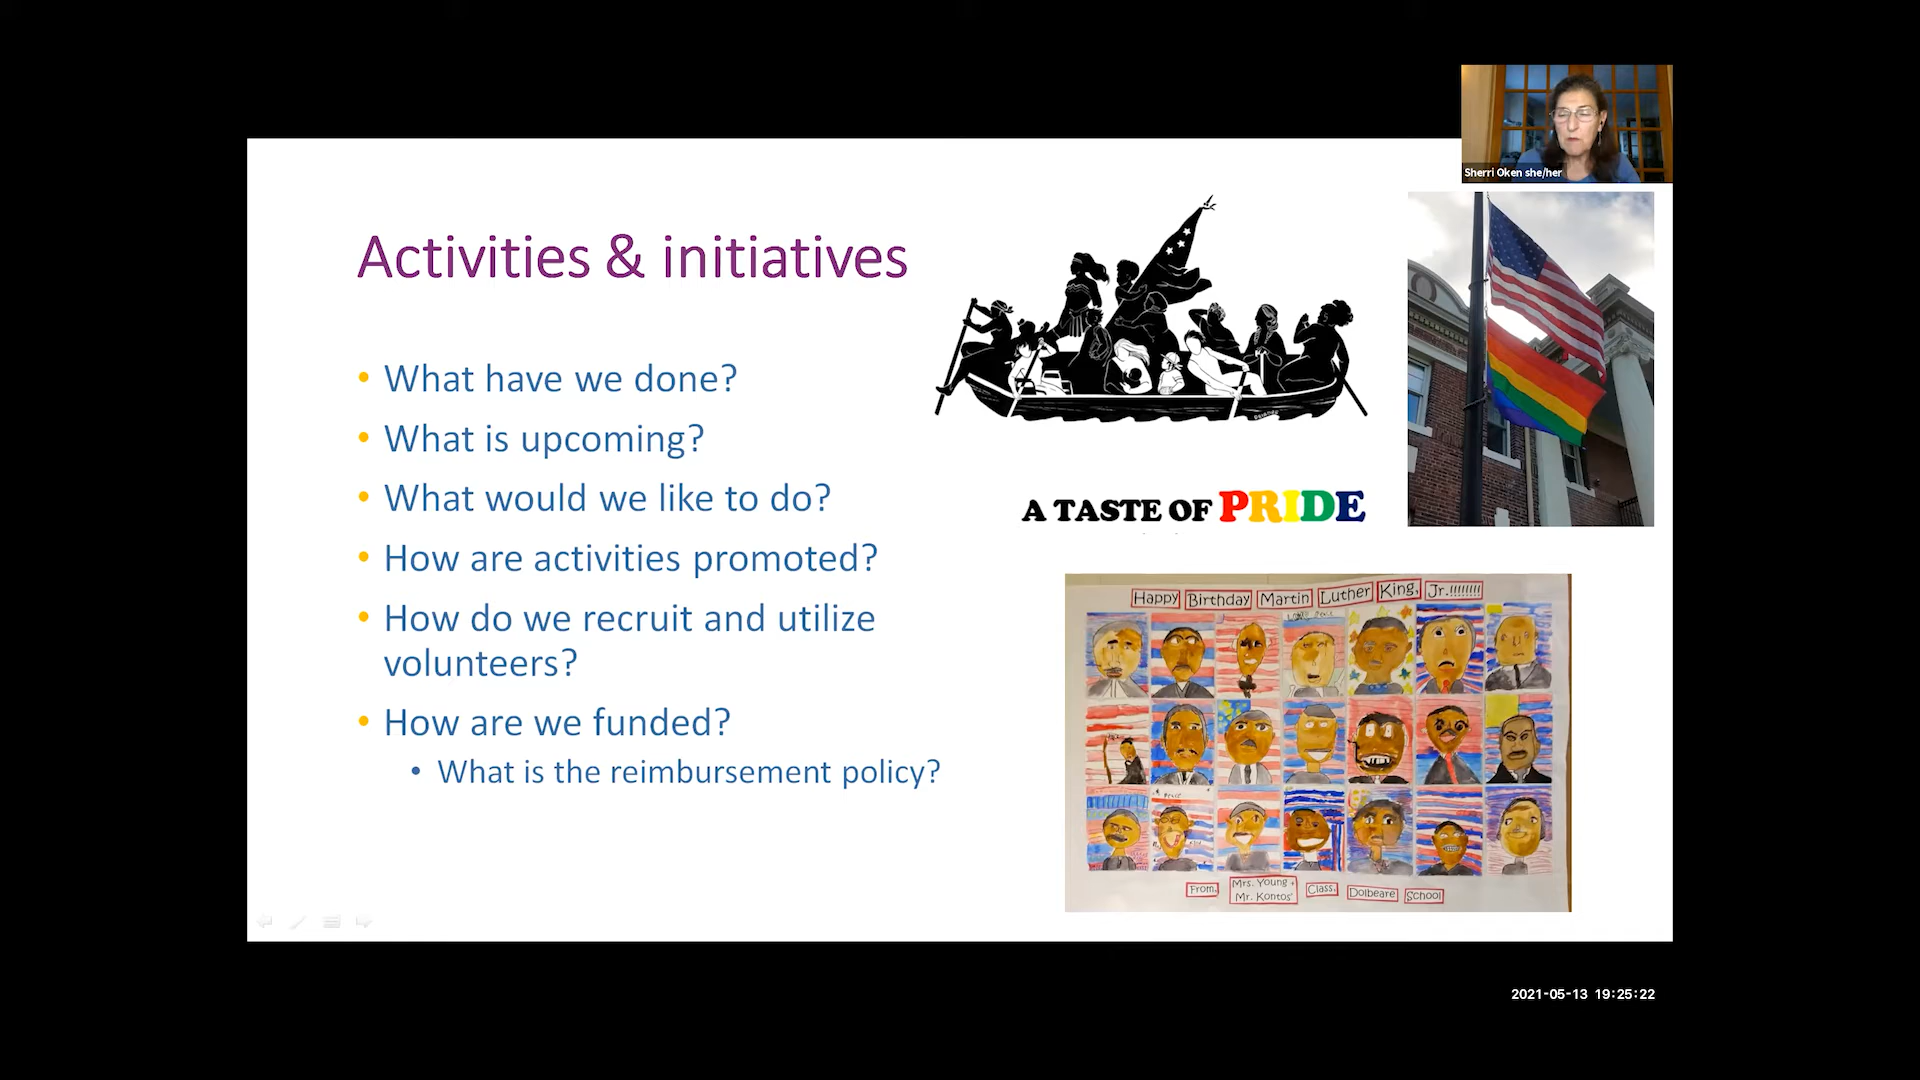 Sherri Oken she/her
Activities & initiatives
• What have we done?
• What is upcoming?
• What would we like to do?
• How are activities promoted?
• How do we recruit and utilize
volunteers?
• How are we funded?
• What is the reimbursement policy?
A TASTE OF PRIDE
Happy Birthday Martin Luther King, Jr.!!!!!!!!
From, Mrs. Young +
Mr. Kontos' Class, Dolbeare School
2021-05-13 19:25:22